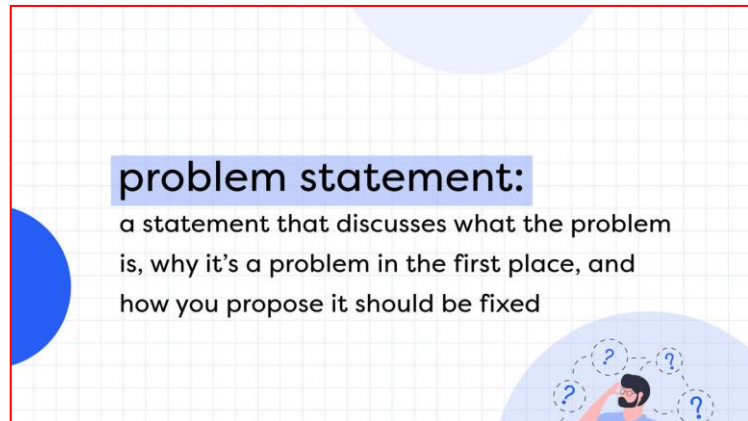 problem statement:
a statement that discusses what the problem
is, why it’s a problem in the first place, and
how you propose it should be fixed
?
?
?
?